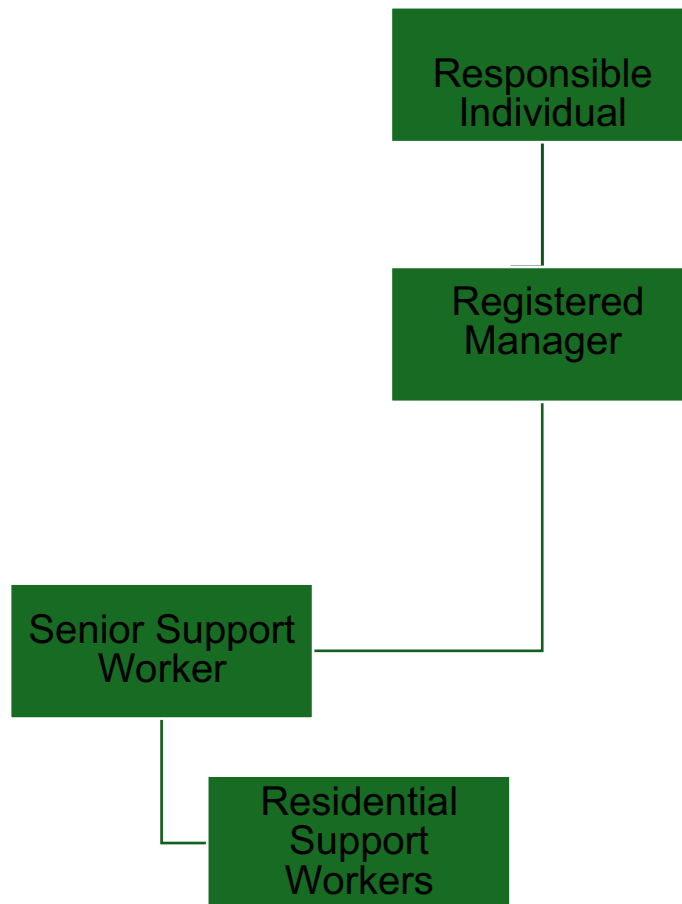 Responsible
Individual
Registered
Manager
Senior Support
Worker
Residential
Support
Workers